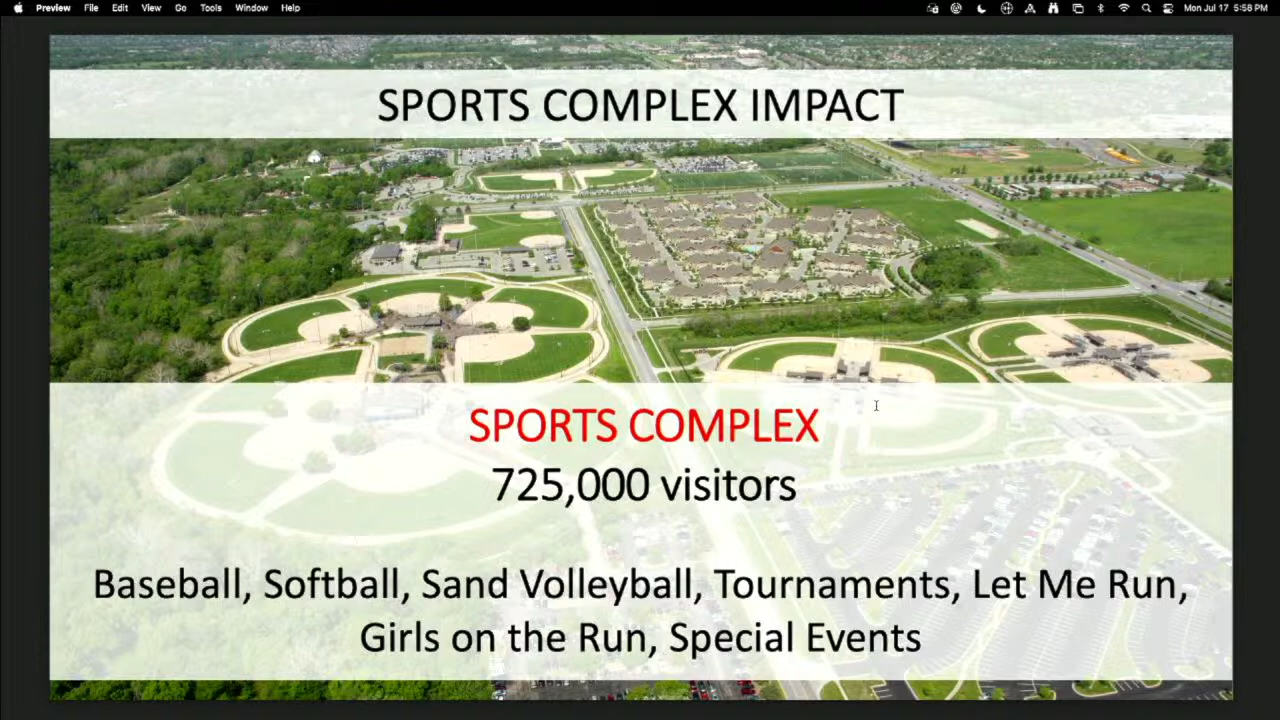 Preview File Edit View Go Tools Window Help Mon Jul 17 5:58 PM
SPORTS COMPLEX IMPACT
SPORTS COMPLEX
725,000 visitors
Baseball, Softball, Sand Volleyball, Tournaments, Let Me Run,
Girls on the Run, Special Events